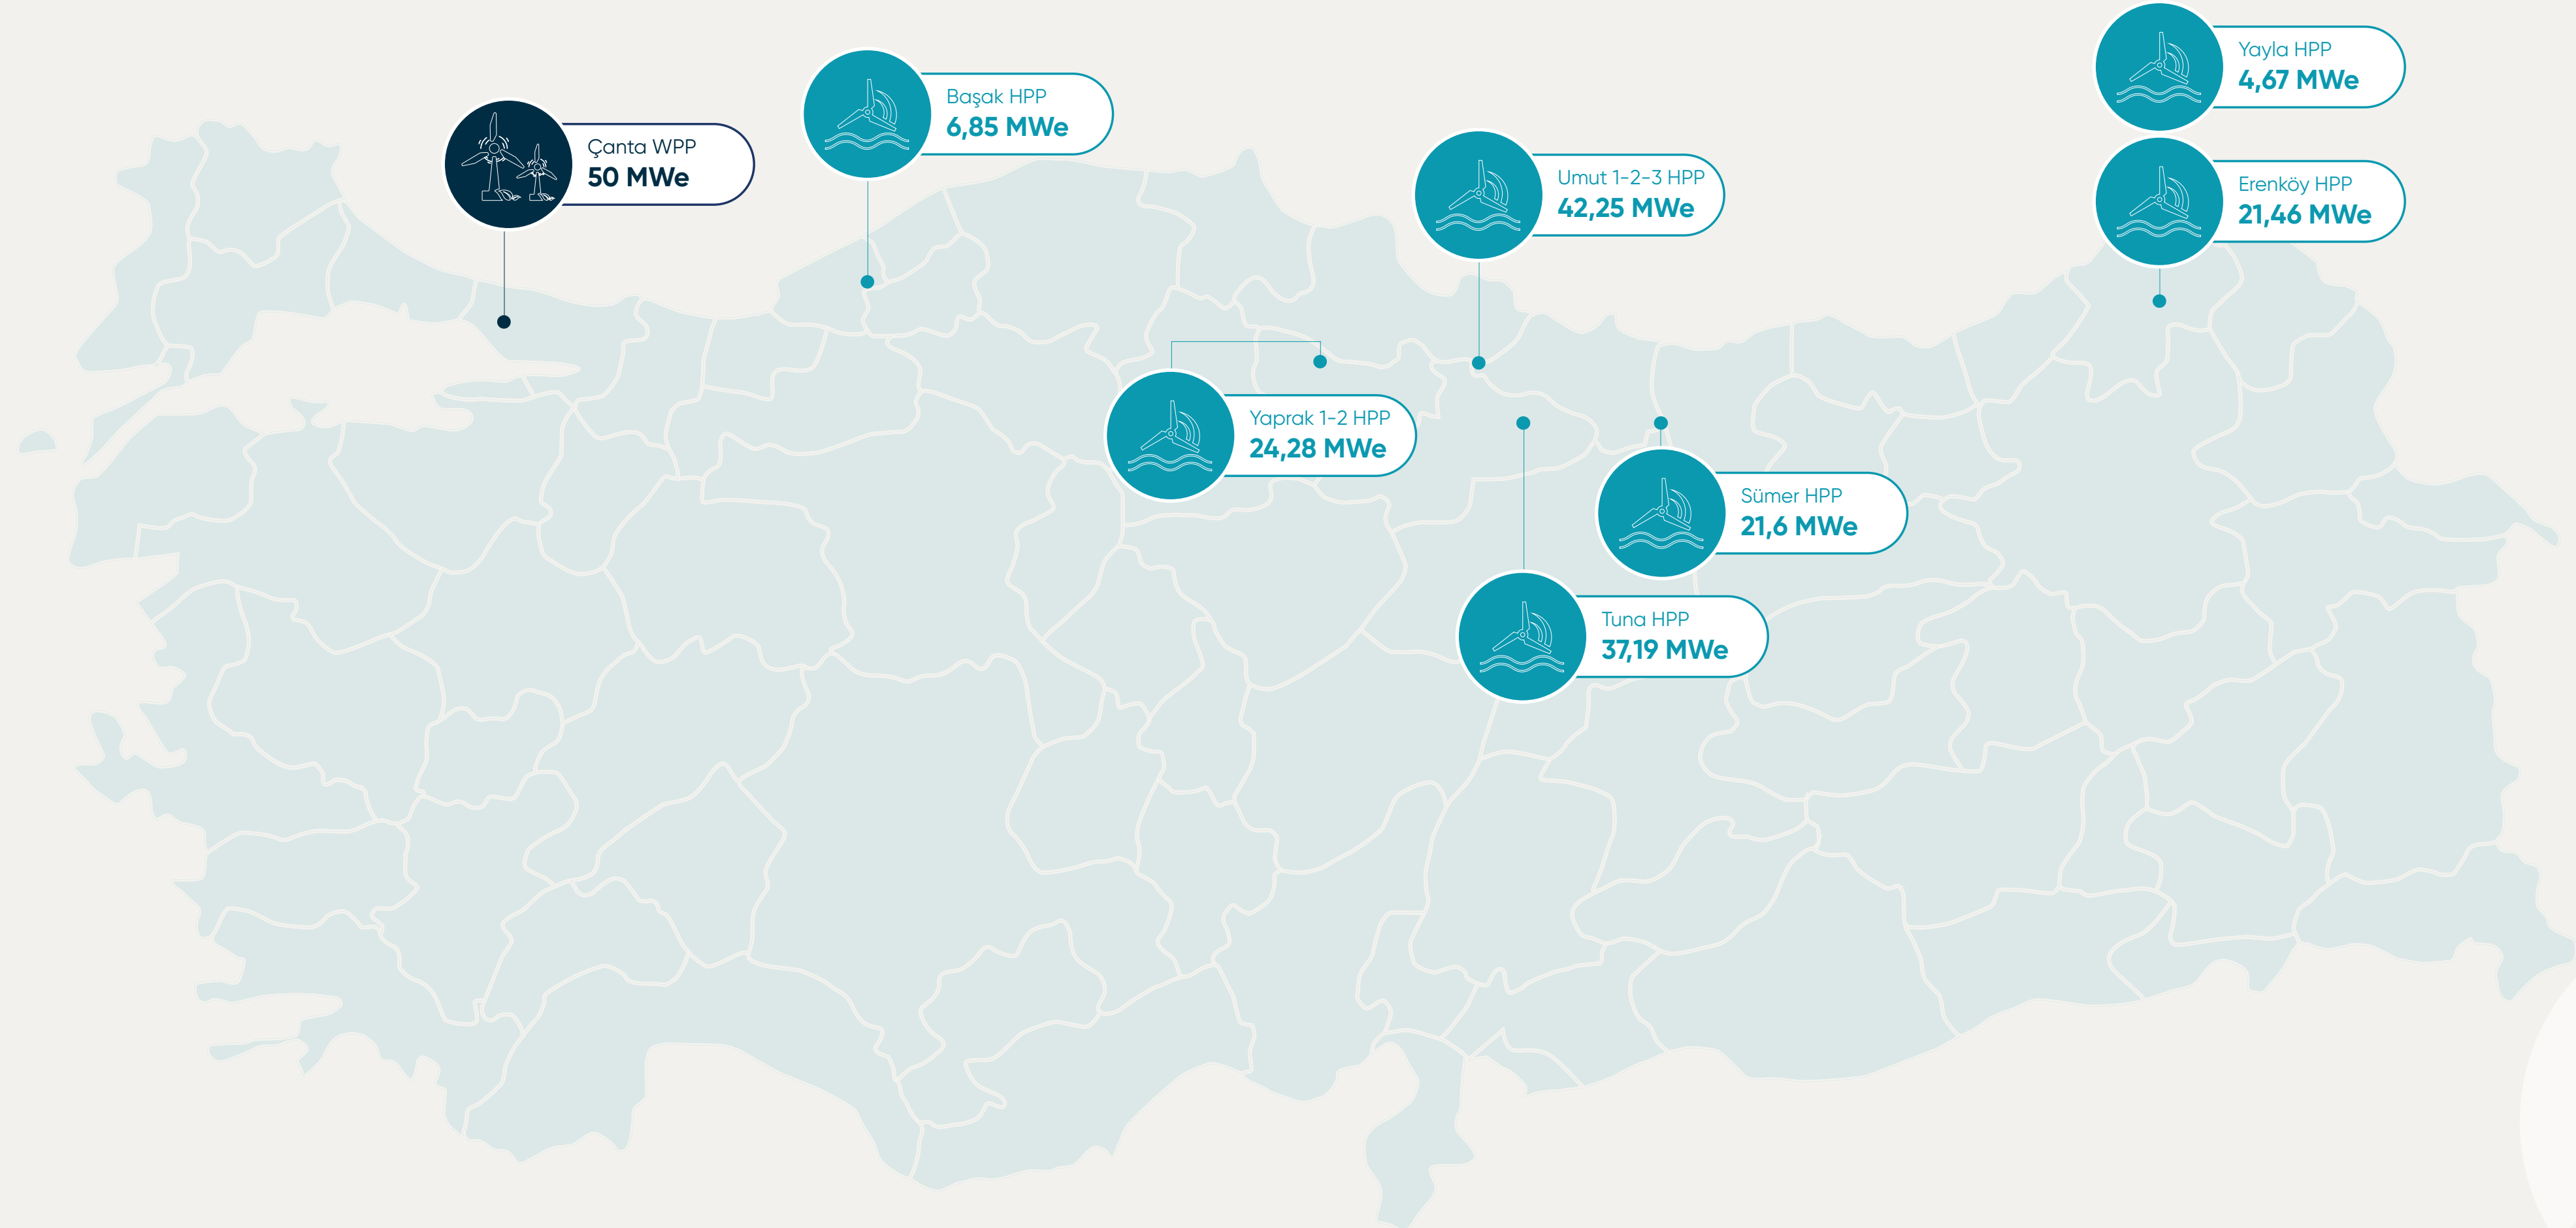 Çanta WPP
50 MWe
Başak HPP
6,85 MWe
Yaprak 1-2 HPP
24,28 MWe
Umut 1-2-3 HPP
42,25 MWe
Tuna HPP
37,19 MWe
Sümer HPP
21,6 MWe
Yayla HPP
4,67 MWe
Erenköy HPP
21,46 MWe